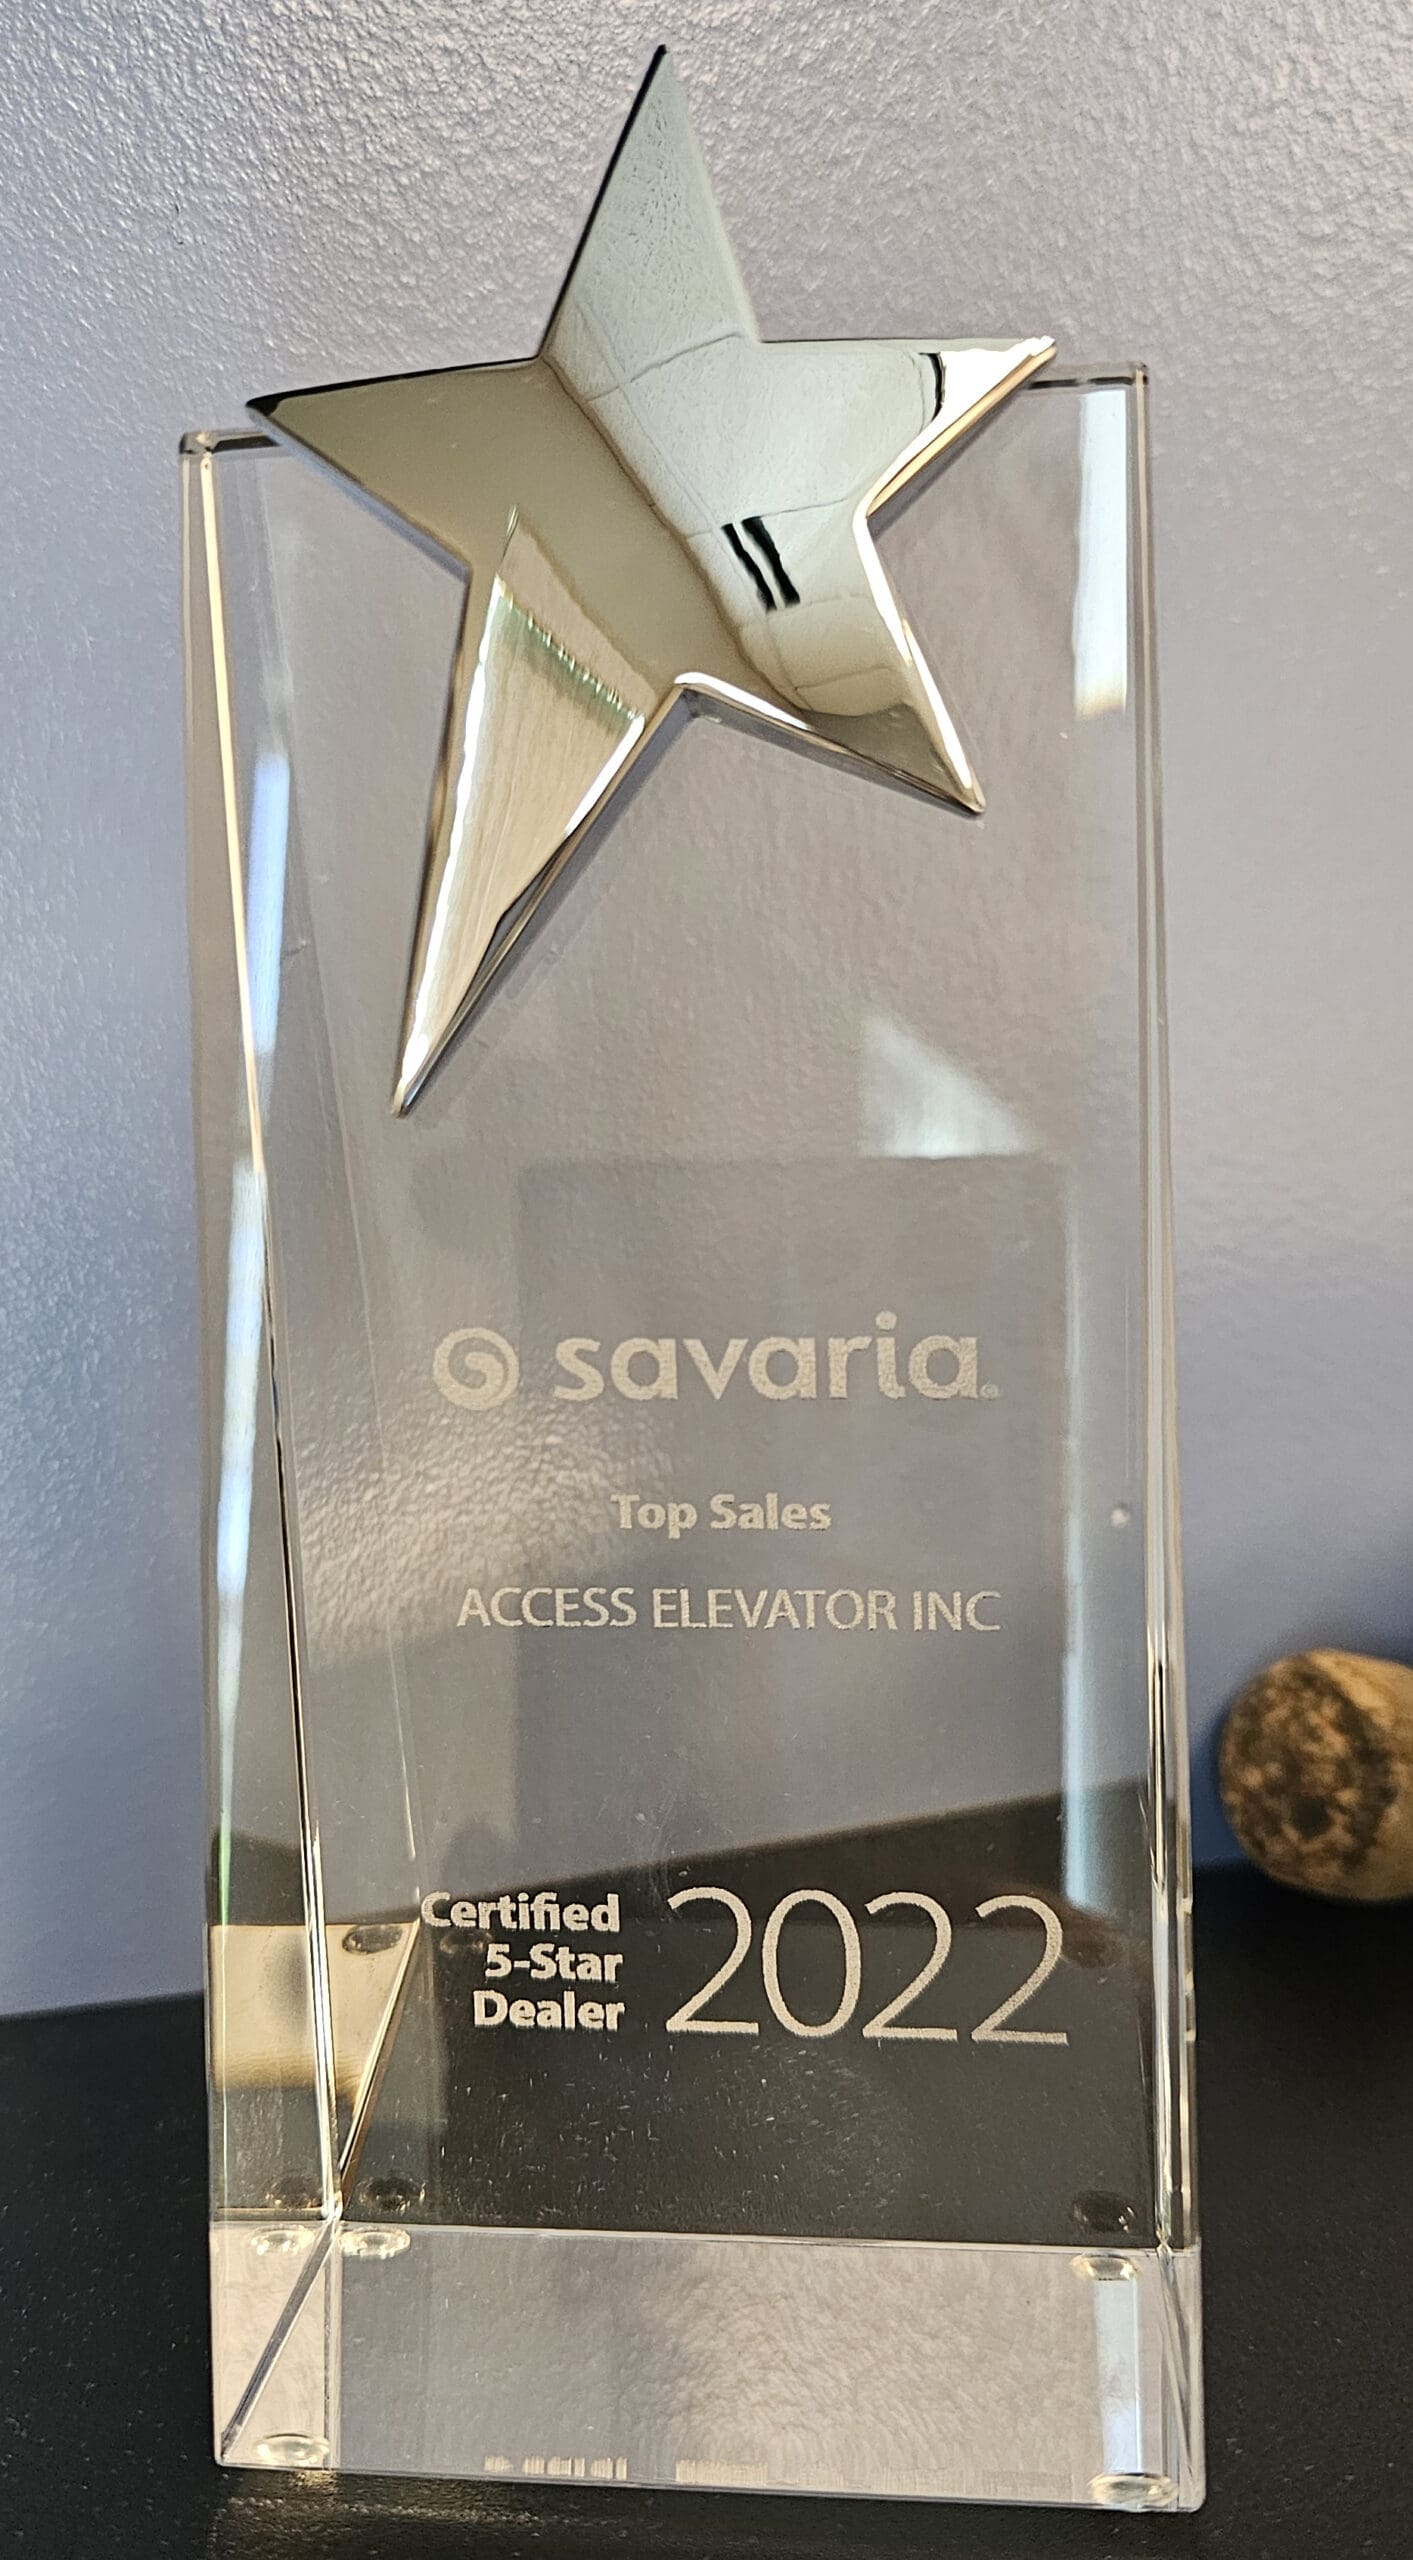 savaria®
Top Sales
ACCESS ELEVATOR INC
Certified
5-Star
Dealer
2022